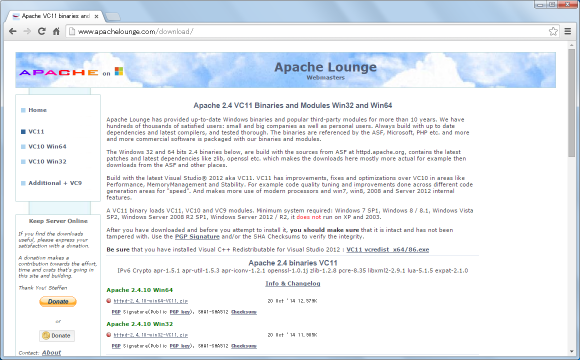 Apache VC11 binaries and
www.apachelounge.com/download/
APACHE on
Apache Lounge
Webmasters
Home
VC11
VC10 Win64
VC10 Win32
Additional + VC9
Keep Server Online
If you find the downloads
useful, please express your
satisfaction with a donation.
A donation makes a
contribution towards the effort,
time and costs that's going in
this site and building.
Thank You Steffen
Donate
or
Donate
Contact: About
Apache 2.4 VC11 Binaries and Modules Win32 and Win64
Apache Lounge has provided up-to-date Windows binaries and popular third-party modules for more than 10 years. We have
hundreds of thousands of satisfied users: small and big companies as well as personal users. Always build with up to date
dependencies and latest compilers, and tested thorough. The binaries are referenced by the ASF, Microsoft, PHP etc. and more
and more commercial software is packaged with our binaries and modules.
The Windows 32 and 64 bits 2.4 binaries below, are build with the sources from ASF at httpd.apache.org, contains the latest
patches and latest dependencies like zlib, openssl etc. which makes the downloads here mostly more actual for example then
downloads from the ASF and other places.
Build with the latest Visual Studio® 2012 aka VC11. VC11 has improvements, fixes and optimizations over VC10 in areas like
Performance, MemoryManagement and Stability. For example code quality tuning and improvements done across different code
generation areas for "speed". And makes more use of modern processors and win7, win8, 2008 and Server 2012 internal
features.
A VC11 binary loads VC11, VC10 and VC9 modules. Minimum system required: Windows 7 SP1, Windows 8 / 8.1, Windows Vista
SP2, Windows Server 2008 R2 SP1, Windows Server 2012 / R2, it does not run on XP and 2003.
After you have downloaded and before you attempt to install it, you should make sure that it is intact and has not been
tampered with. Use the PGP Signature and/or the SHA Checksums to verify the integrity.
Be sure that you have installed Visual C++ Redistributable for Visual Studio 2012 : VC11 vcredist_x64/86.exe
Apache 2.4 binaries VC11
IPv6 Crypto apr-1.5.1 apr-util-1.5.3 apr-iconv-1.2.1 openssl-1.0.1j zlib-1.2.8 pcre-8.35 libxml2-2.9.1 lua-5.1.5 expat-2.1.0
Info & Changelog
Apache 2.4.10 Win64
httpd-2.4.10-win64-VC11.zip 20 Oct '14 12.379K
PGP Signature(Public PGP key), SHA1-SHA512 Checksums
Apache 2.4.10 Win32
httpd-2.4.10-win32-VC11.zip 20 Oct '14
PGP Signature(Public PGP key), SHA1-SHA512 Checksums